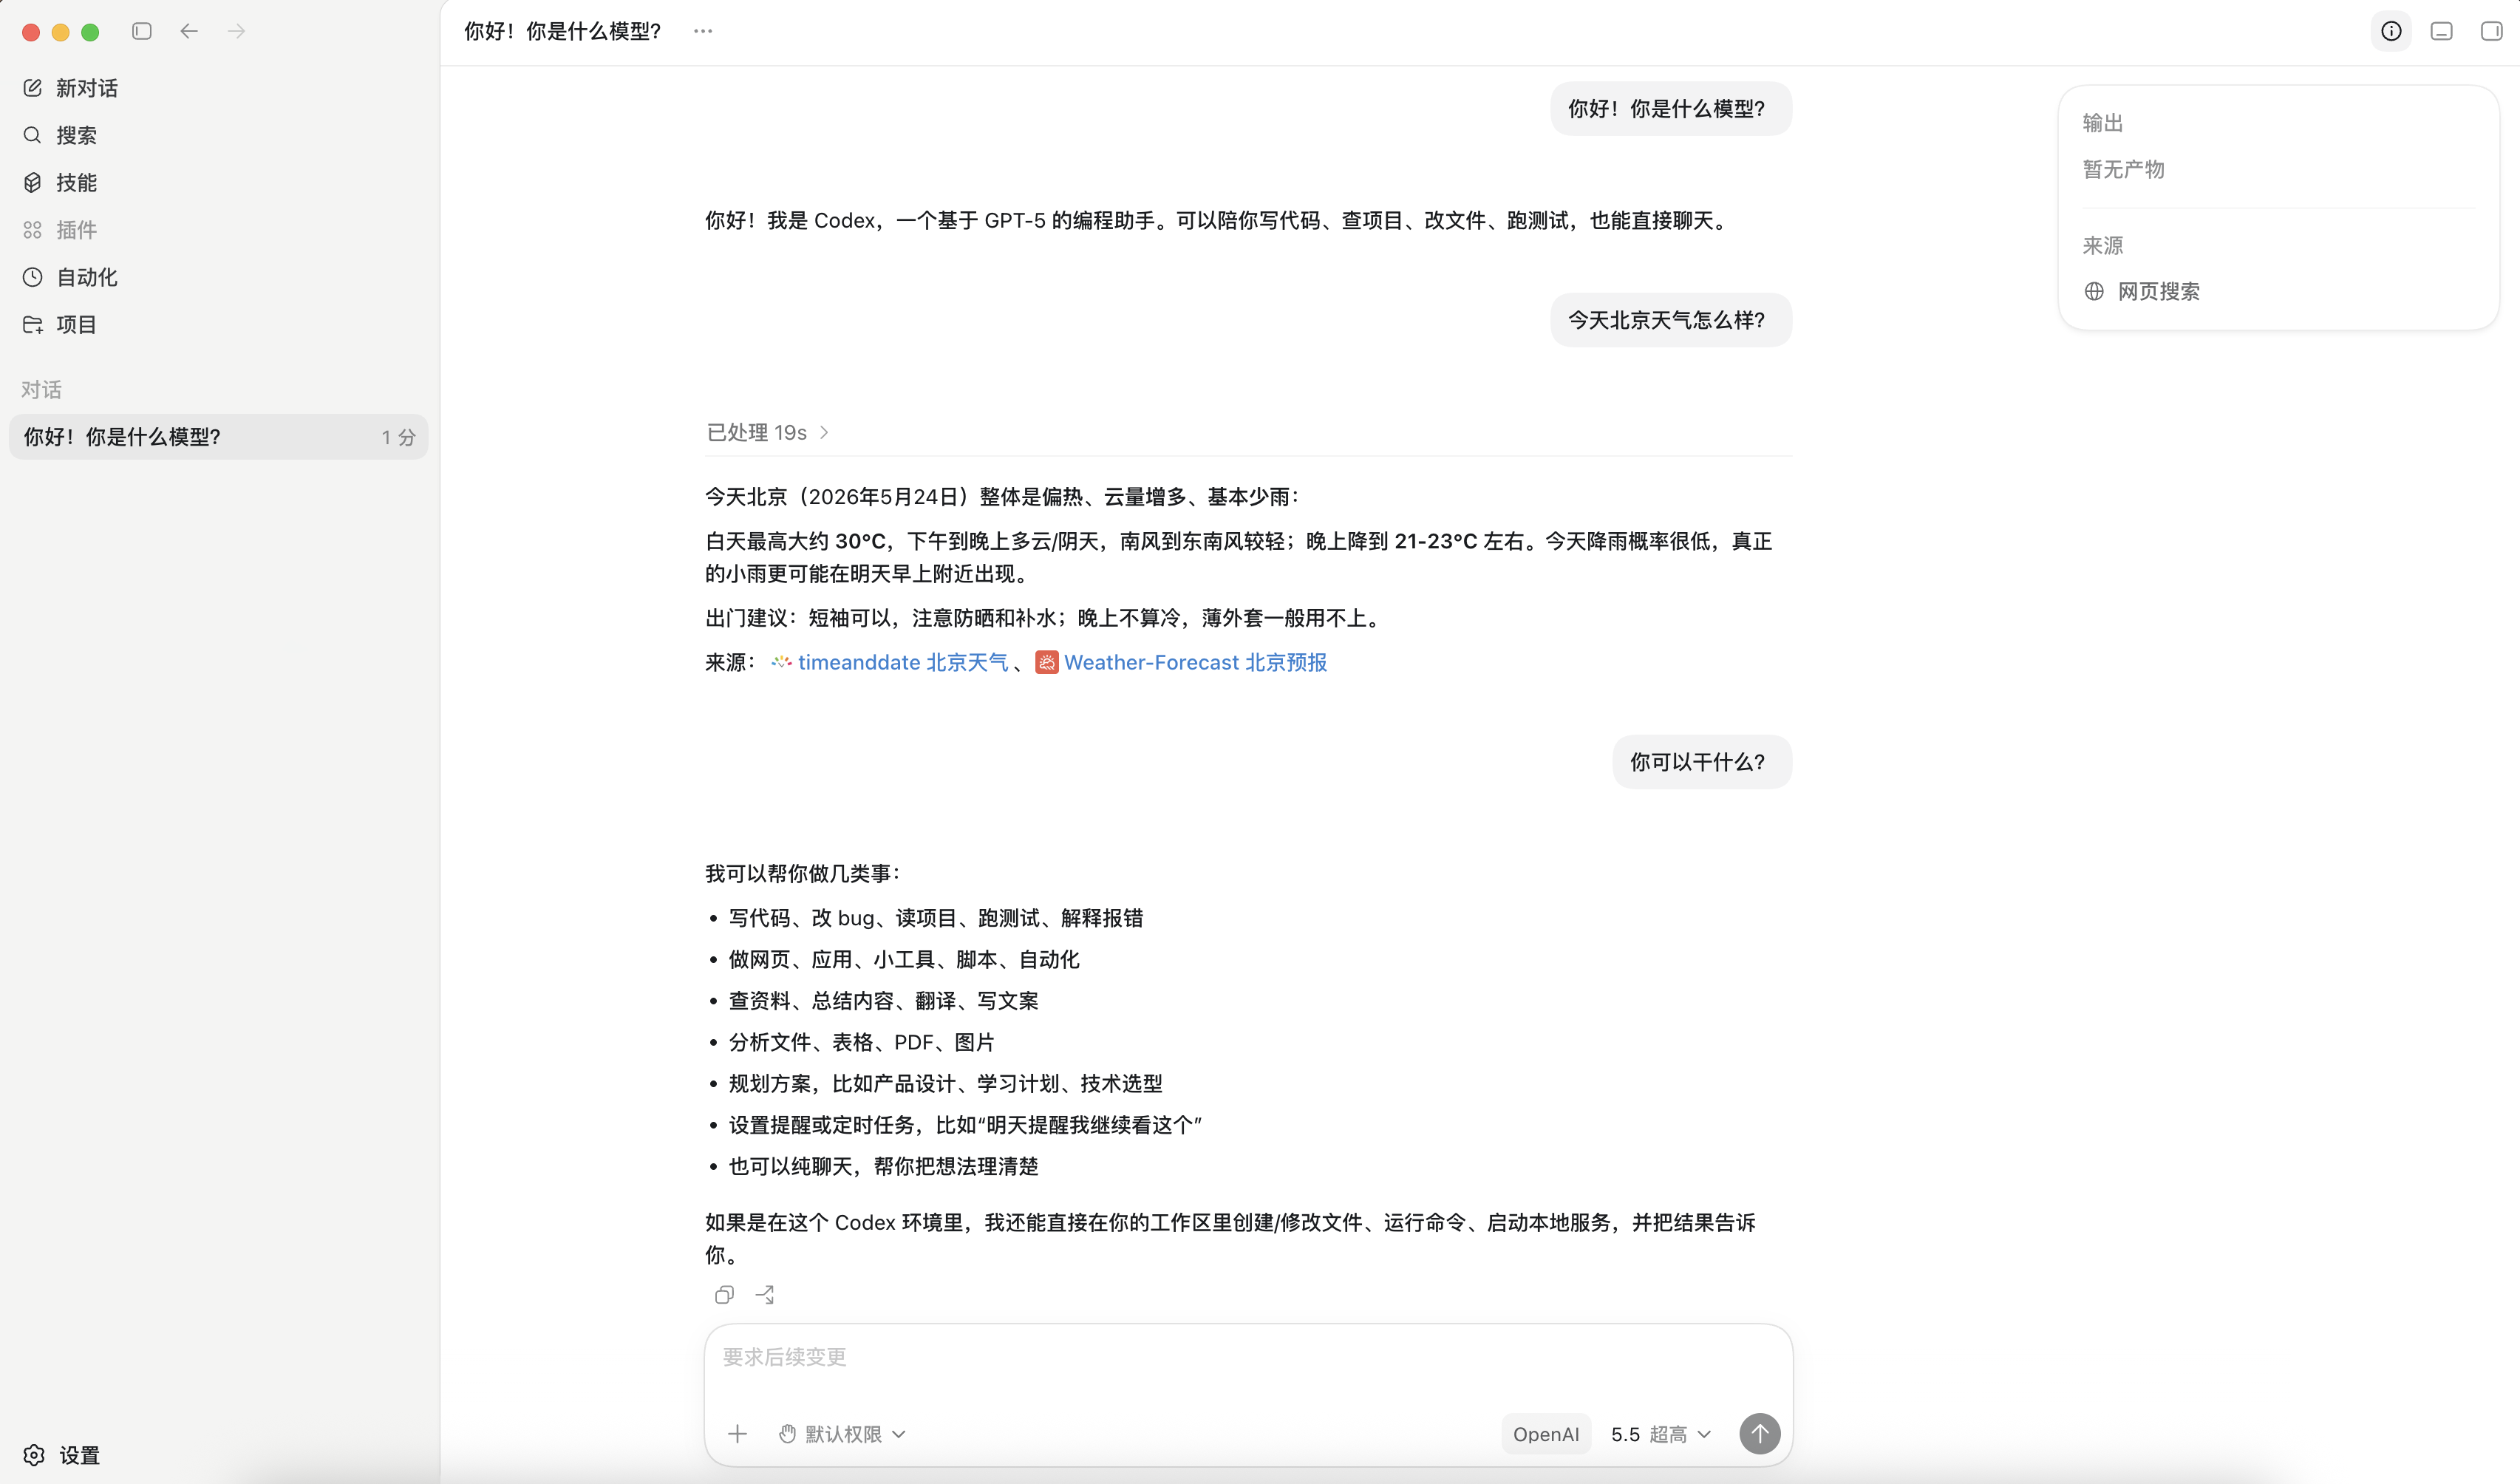 你好！你是什么模型？
新对话
搜索
技能
插件
自动化
项目
对话
你好！你是什么模型？ 1 分
设置
你好！你是什么模型？
你好！我是 Codex，一个基于 GPT-5 的编程助手。可以陪你写代码、查项目、改文件、跑测试，也能直接聊天。
今天北京天气怎么样？
已处理 19s
今天北京（2026年5月24日）整体是偏热、云量增多、基本少雨：
白天最高大约 30°C，下午到晚上多云/阴天，南风到东南风较轻；晚上降到 21-23°C 左右。今天降雨概率很低，真正
的小雨更可能在明天早上附近出现。
出门建议：短袖可以，注意防晒和补水；晚上不算冷，薄外套一般用不上。
来源： timeanddate 北京天气 、 Weather-Forecast 北京预报
你可以干什么？
我可以帮你做几类事：
• 写代码、改 bug、读项目、跑测试、解释报错
• 做网页、应用、小工具、脚本、自动化
• 查资料、总结内容、翻译、写文案
• 分析文件、表格、PDF、图片
• 规划方案，比如产品设计、学习计划、技术选型
• 设置提醒或定时任务，比如“明天提醒我继续看这个”
• 也可以纯聊天，帮你把想法理清楚
如果是在这个 Codex 环境里，我还能直接在你的工作区里创建/修改文件、运行命令、启动本地服务，并把结果告诉
你。
要求后续变更
默认权限
OpenAI
5.5 超高
输出
暂无产物
来源
网页搜索